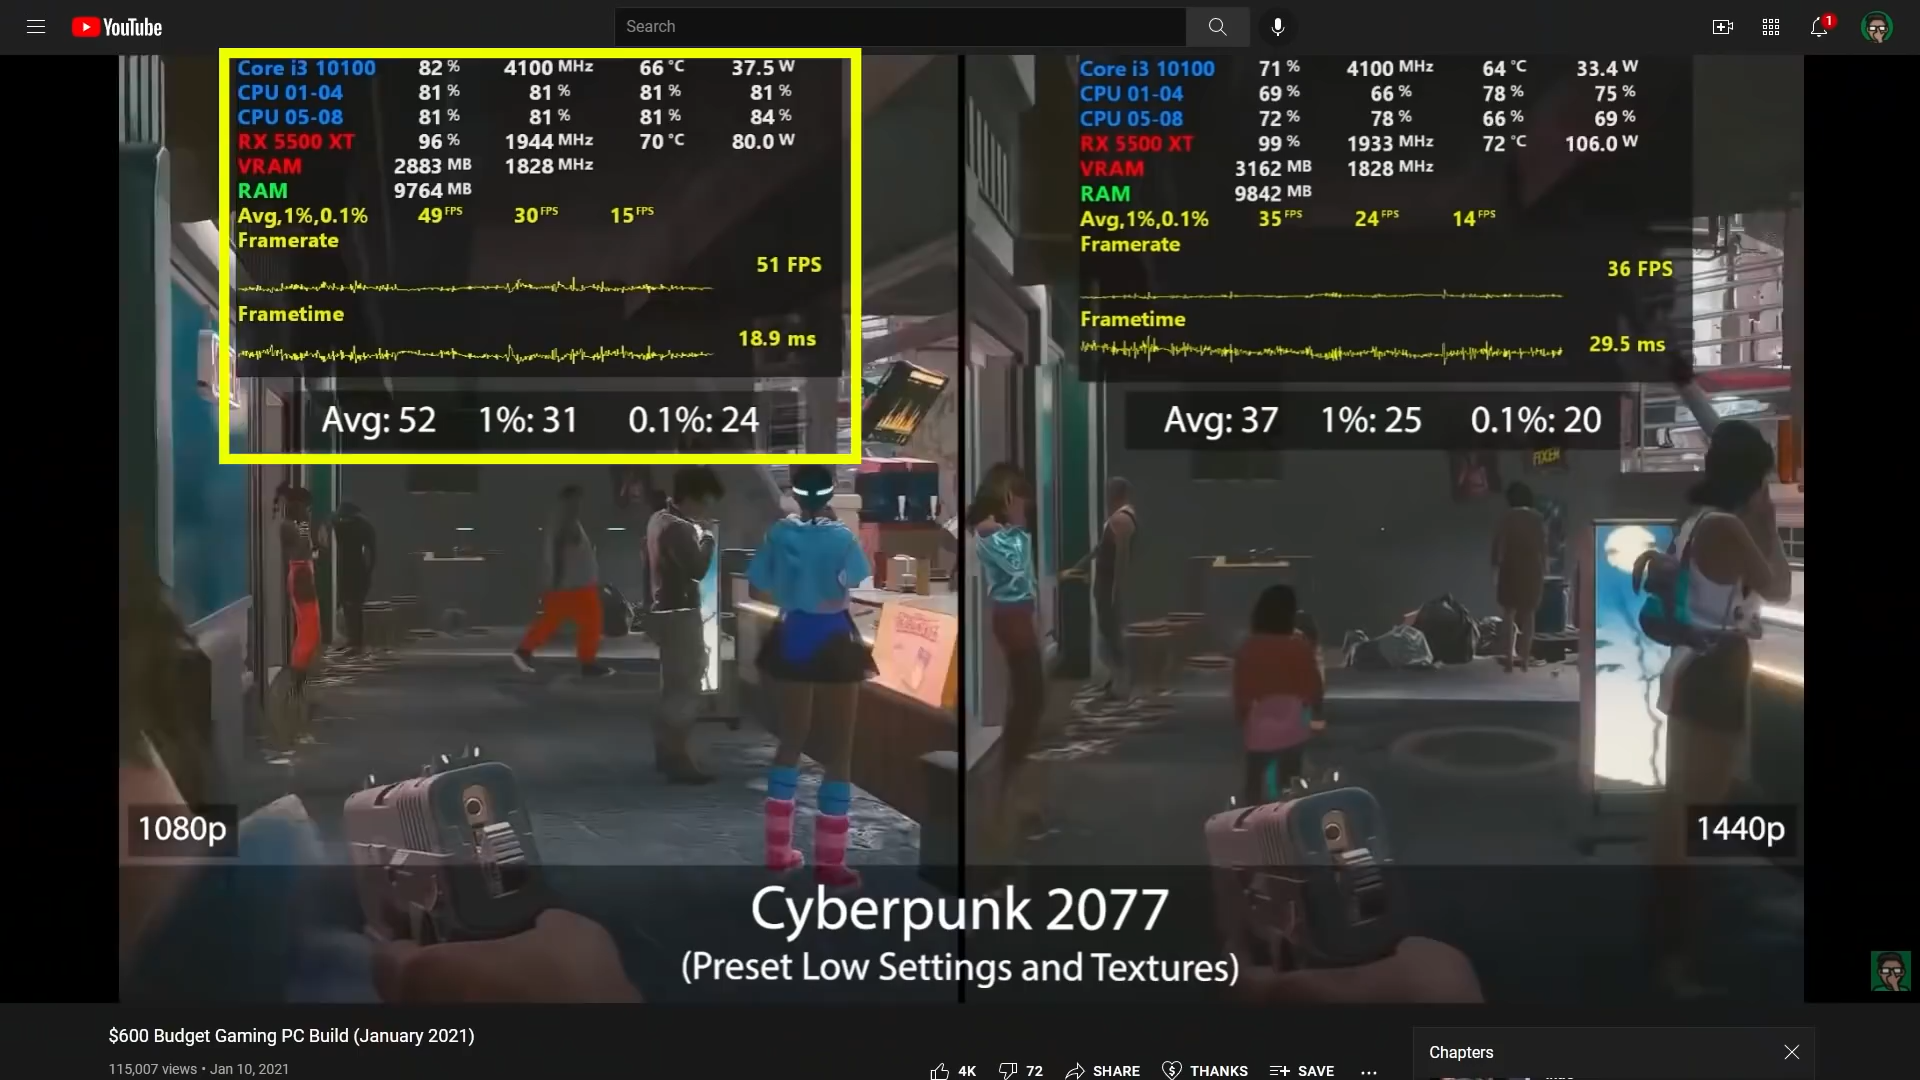 YouTube
Search
1
Core i3 10100 82 % 4100 MHz 66 °C 37.5 W
CPU 01-04 81 % 81 % 81 % 81 %
CPU 05-08 81 % 81 % 81 % 84 %
RX 5500 XT 96 % 1944 MHz 70 °C 80.0 W
VRAM 2883 MB 1828 MHz
RAM 9764 MB
Avg,1%,0.1% 49 FPS 30 FPS 15 FPS
Framerate
51 FPS
Frametime
18.9 ms
Avg: 52 1%: 31 0.1%: 24
Core i3 10100 71 % 4100 MHz 64 °C 33.4 W
CPU 01-04 69 % 66 % 78 % 75 %
CPU 05-08 72 % 78 % 66 % 69 %
RX 5500 XT 99 % 1933 MHz 72 °C 106.0 W
VRAM 3162 MB 1828 MHz
RAM 9842 MB
Avg,1%,0.1% 35 FPS 24 FPS 14 FPS
Framerate
36 FPS
Frametime
29.5 ms
Avg: 37 1%: 25 0.1%: 20
FIXER
1080p
1440p
Cyberpunk 2077
(Preset Low Settings and Textures)
$600 Budget Gaming PC Build (January 2021)
115,007 views • Jan 10, 2021
4K
72
SHARE
THANKS
SAVE
Chapters